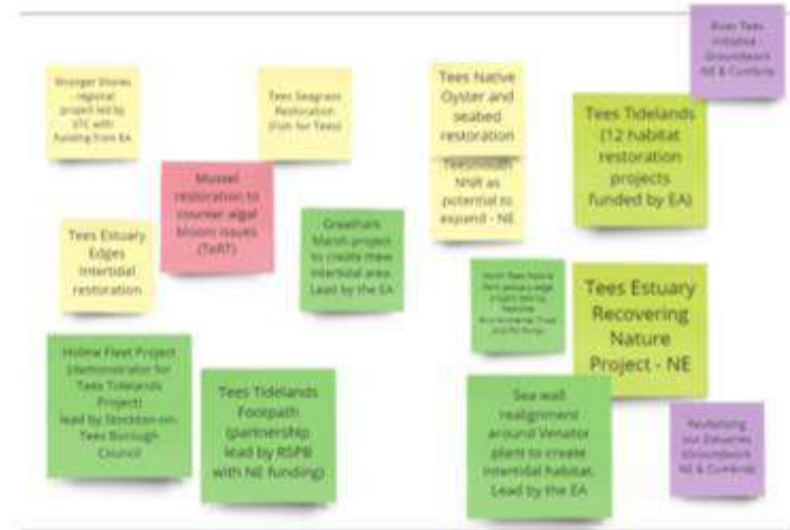 River Tees
Initiative
Groundwork
NE & Cumbria
Stronger Shores
- regional
project led by
STC with
funding from EA
Tees Seagrass
Restoration
Tees)
Tees Native
Oyster and
seabed
restoration
Tees Tidelands
(12 habitat
restoration
projects
funded by EA)
Teesmouth
NNR as
potential to
expand - NE
Mussel
restoration to
counter algal
bloom issues
(TeRT)
Greatham
Marsh project
to create new
intertidal area.
Lead by the EA
Tees Estuary
Edges
Intertidal
restoration
Tees Estuary
Recovering
Nature
Project - NE
Holme Fleet Project
(demonstrator for
Tees Tidelands
Project)
lead by Stockton-on-
Tees Borough
Council
Tees Tidelands
Footpath
(partnership
lead by RSPB
with NE funding)
Sea wall
realignment
around Venator
plant to create
intertidal habitat.
Lead by the EA
Revitalising
our Estuaries
(Groundwork
NE & Cumbria)